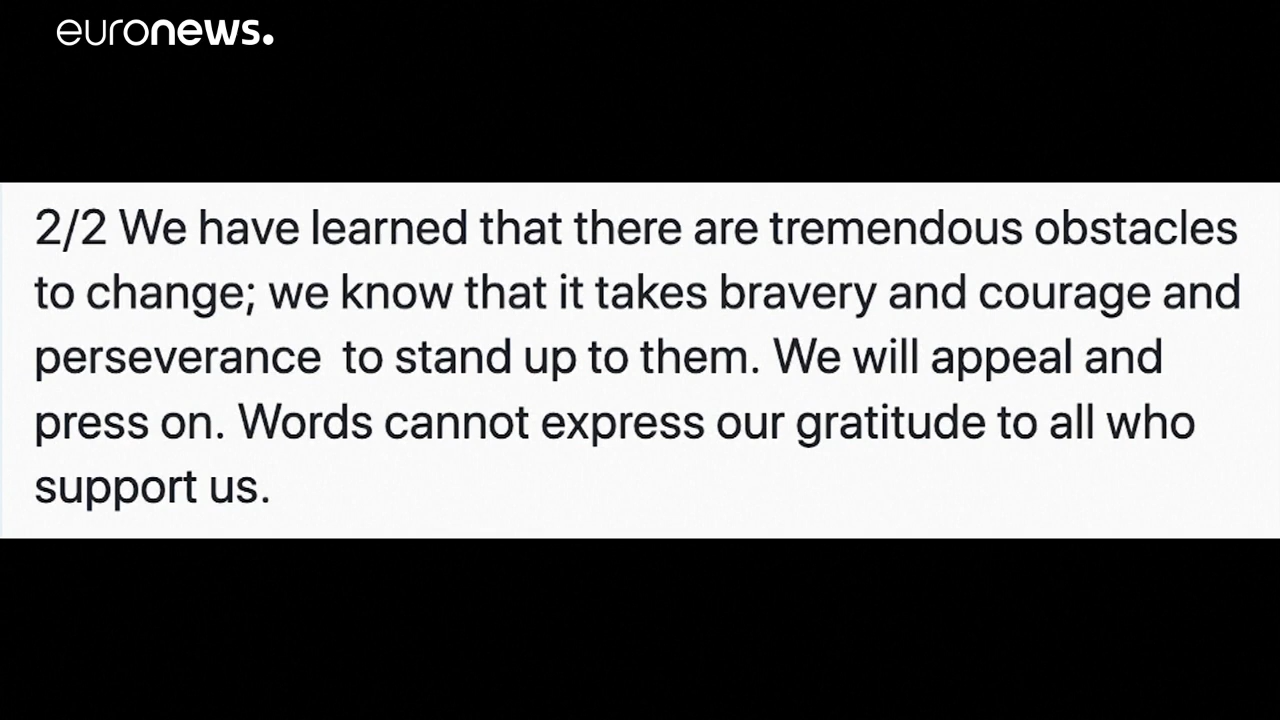 euronews.
2/2 We have learned that there are tremendous obstacles
to change; we know that it takes bravery and courage and
perseverance  to stand up to them. We will appeal and
press on. Words cannot express our gratitude to all who
support us.